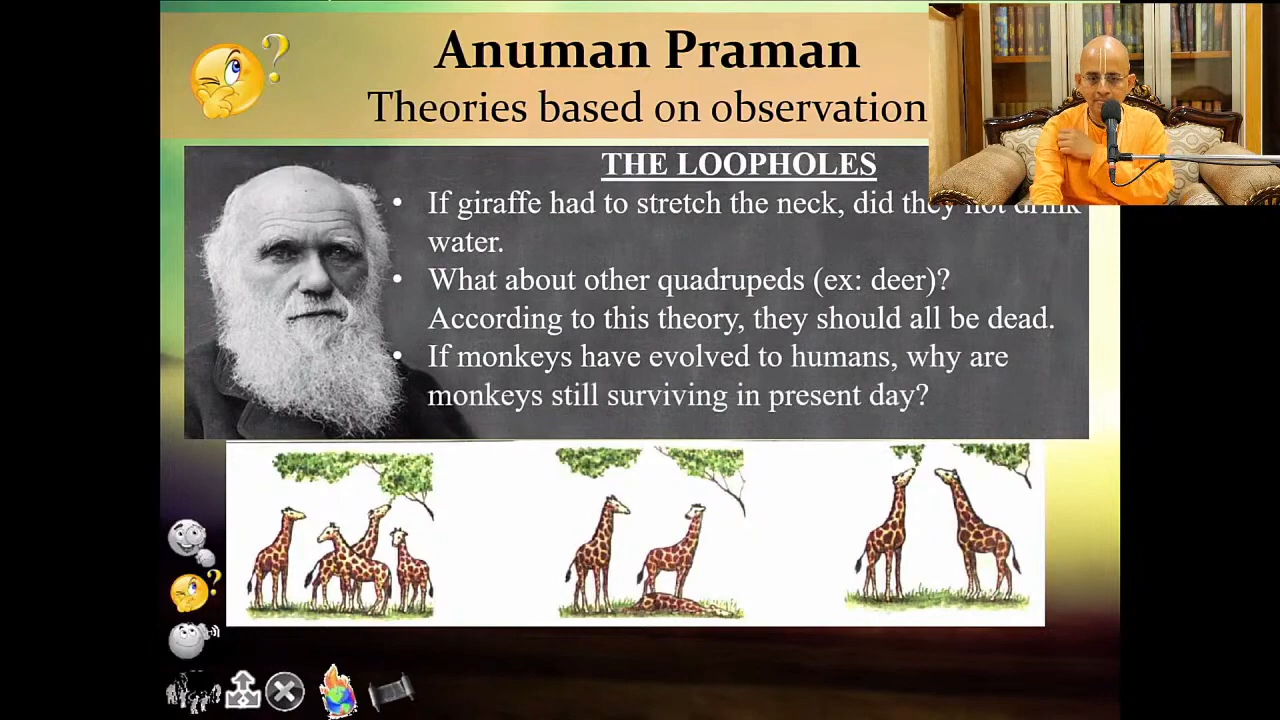 Anuman Praman
Theories based on observation
THE LOOPHOLES
• If giraffe had to stretch the neck, did they not drink
water.
• What about other quadrupeds (ex: deer)?
According to this theory, they should all be dead.
• If monkeys have evolved to humans, why are
monkeys still surviving in present day?